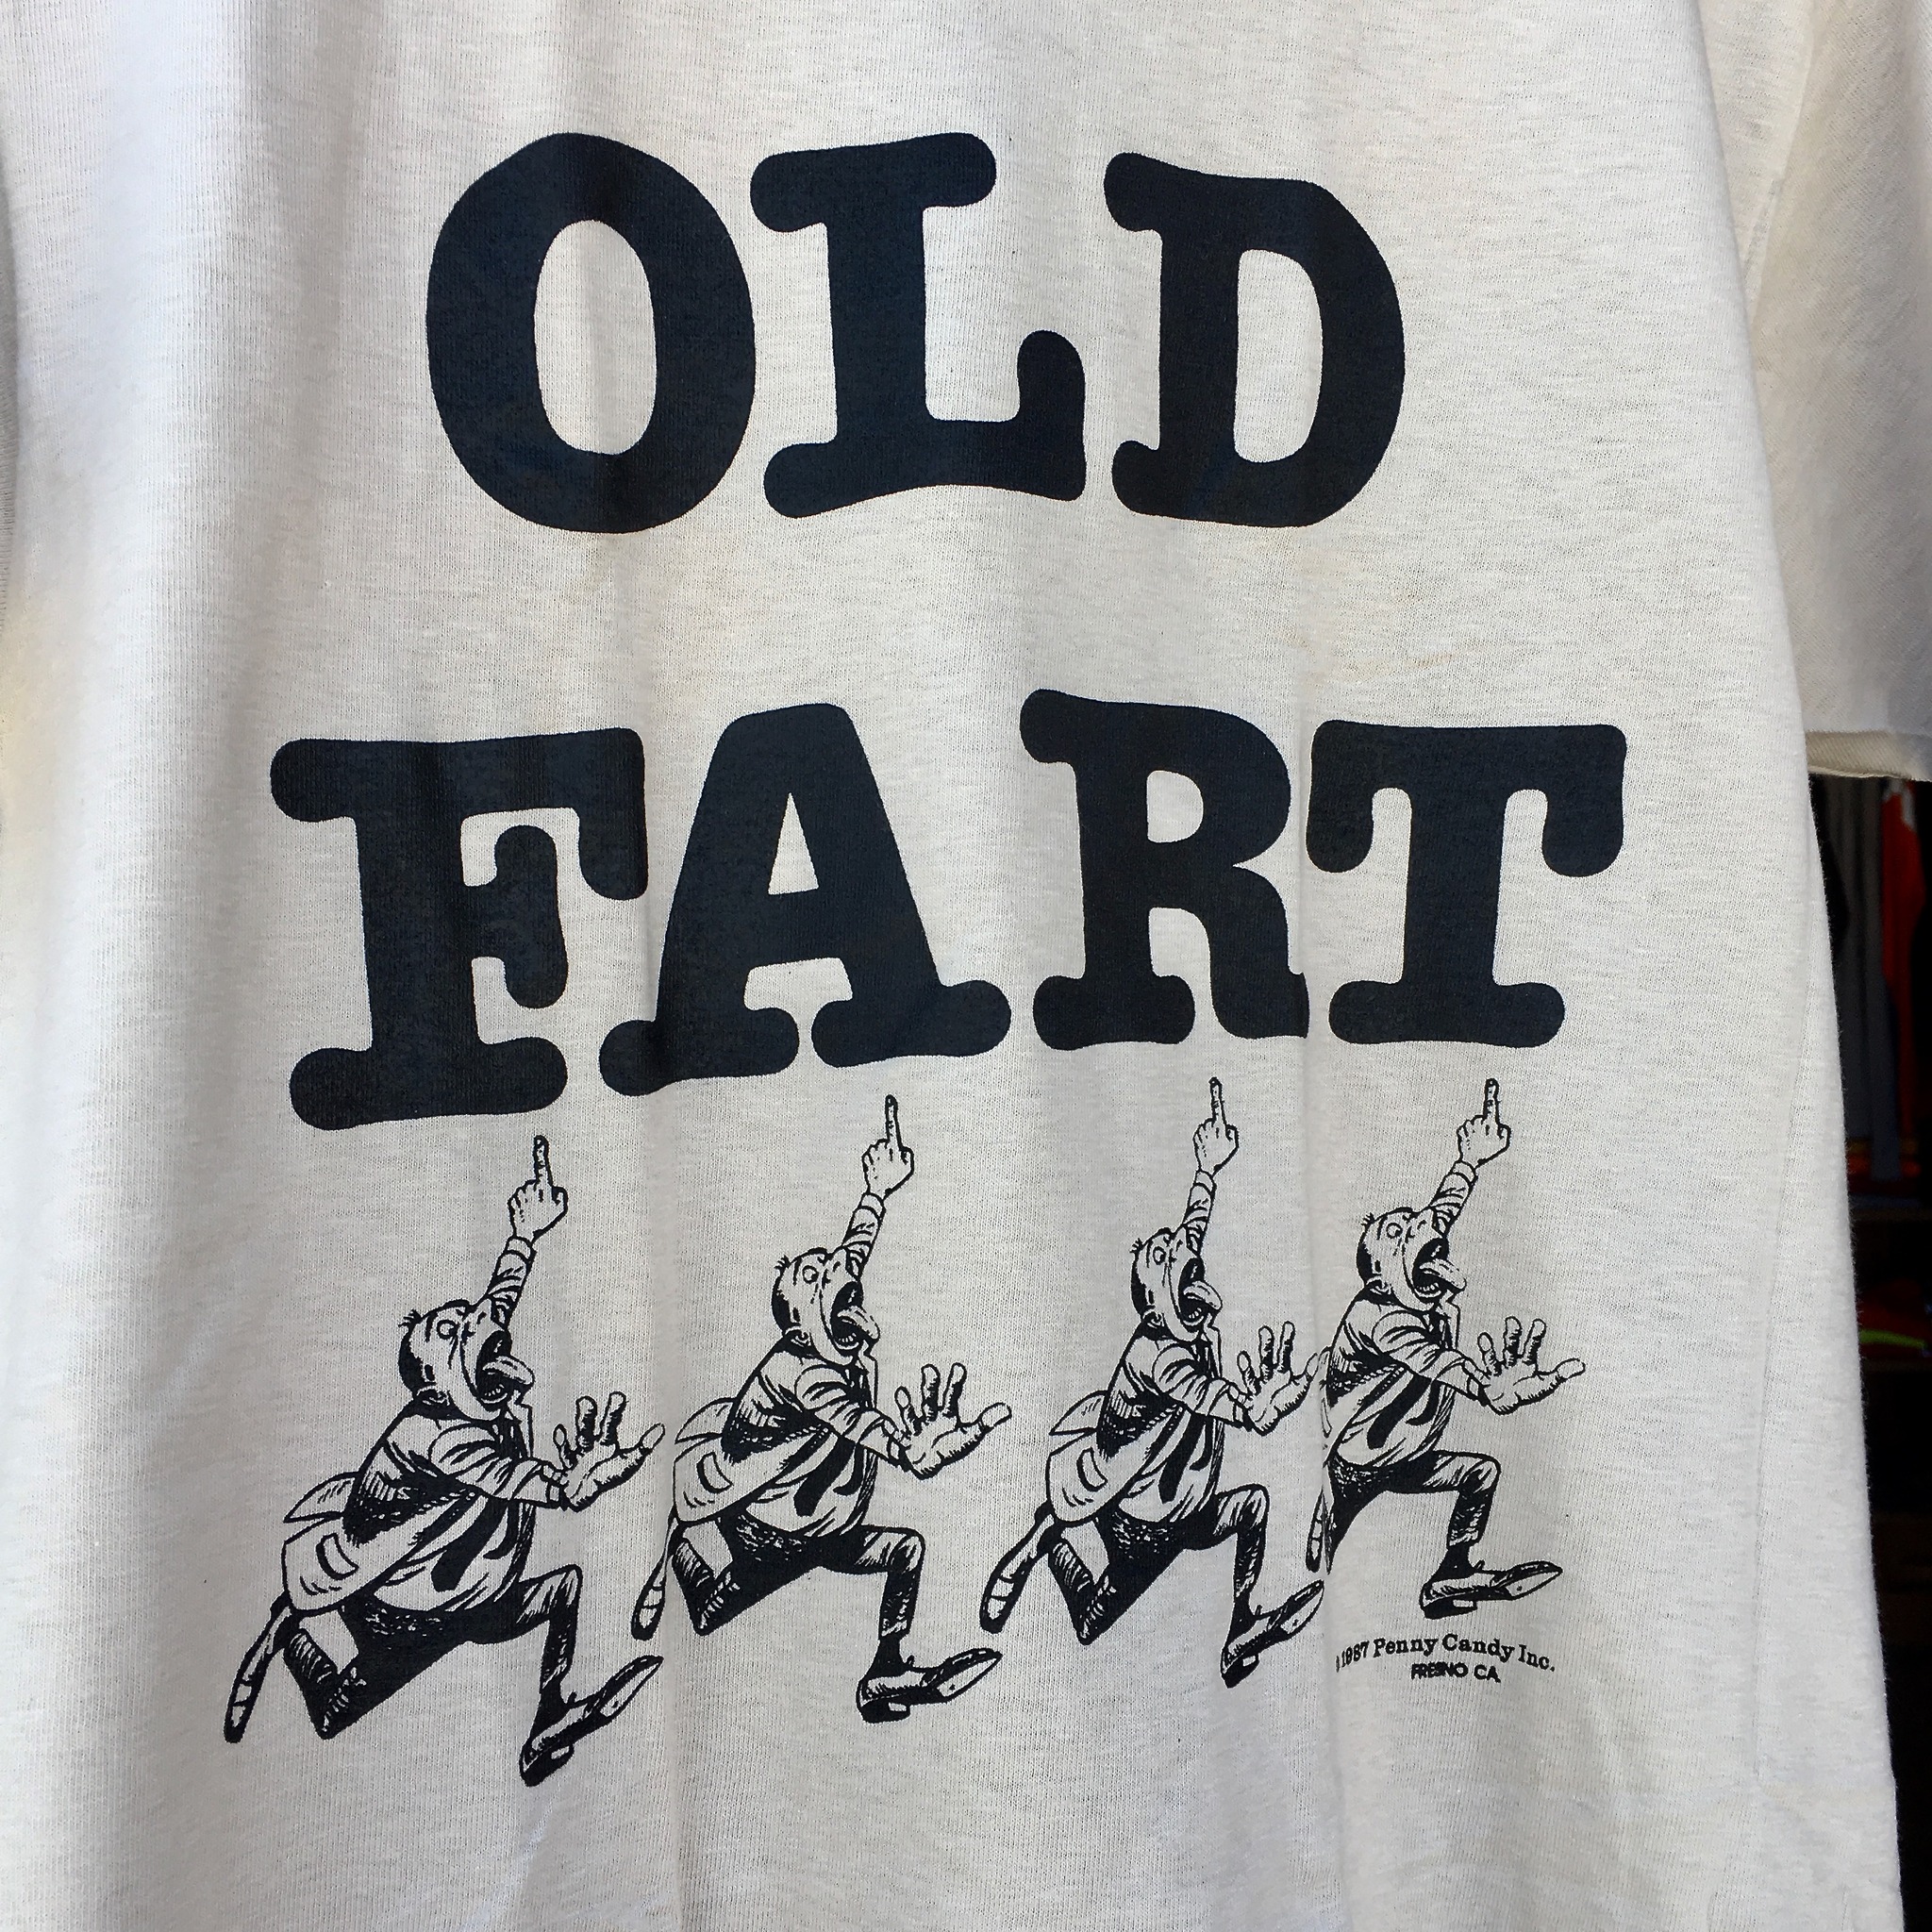 OLD
FART
© 1987 Penny Candy Inc.
FRESNO CA.